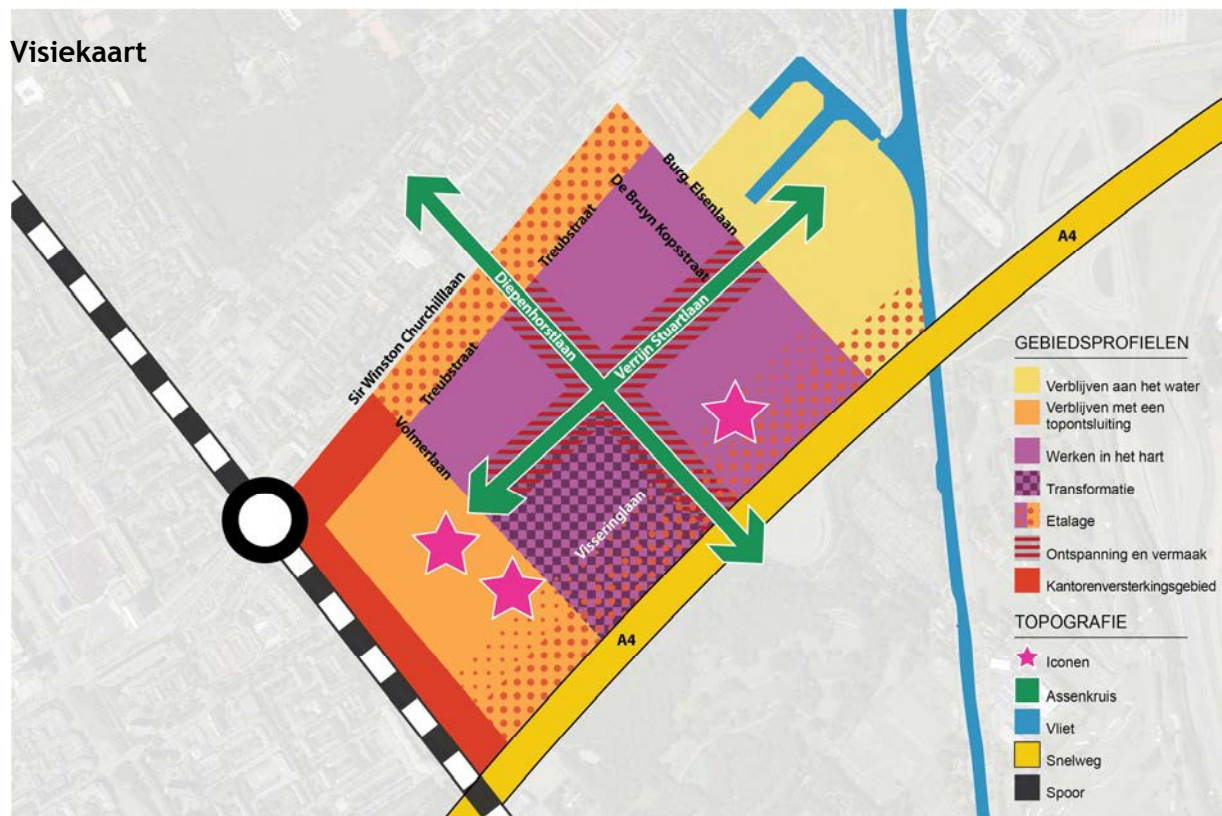 Visiekaart
Burg. Elsenlaan
De Bruyn Kopsstraat
Treubstraat
A4
Diepenhorstlaan
Verrijn Stuartlaan
Sir Winston Churchilllaan
Treubstraat
Volmerlaan
Visseringlaan
A4
GEBIEDSPROFIELEN
Verblijven aan het water
Verblijven met een
topontsluiting
Werken in het hart
Transformatie
Etalage
Ontspanning en vermaak
Kantorenversterkingsgebied
TOPOGRAFIE
Iconen
Assenkruis
Vliet
Snelweg
Spoor